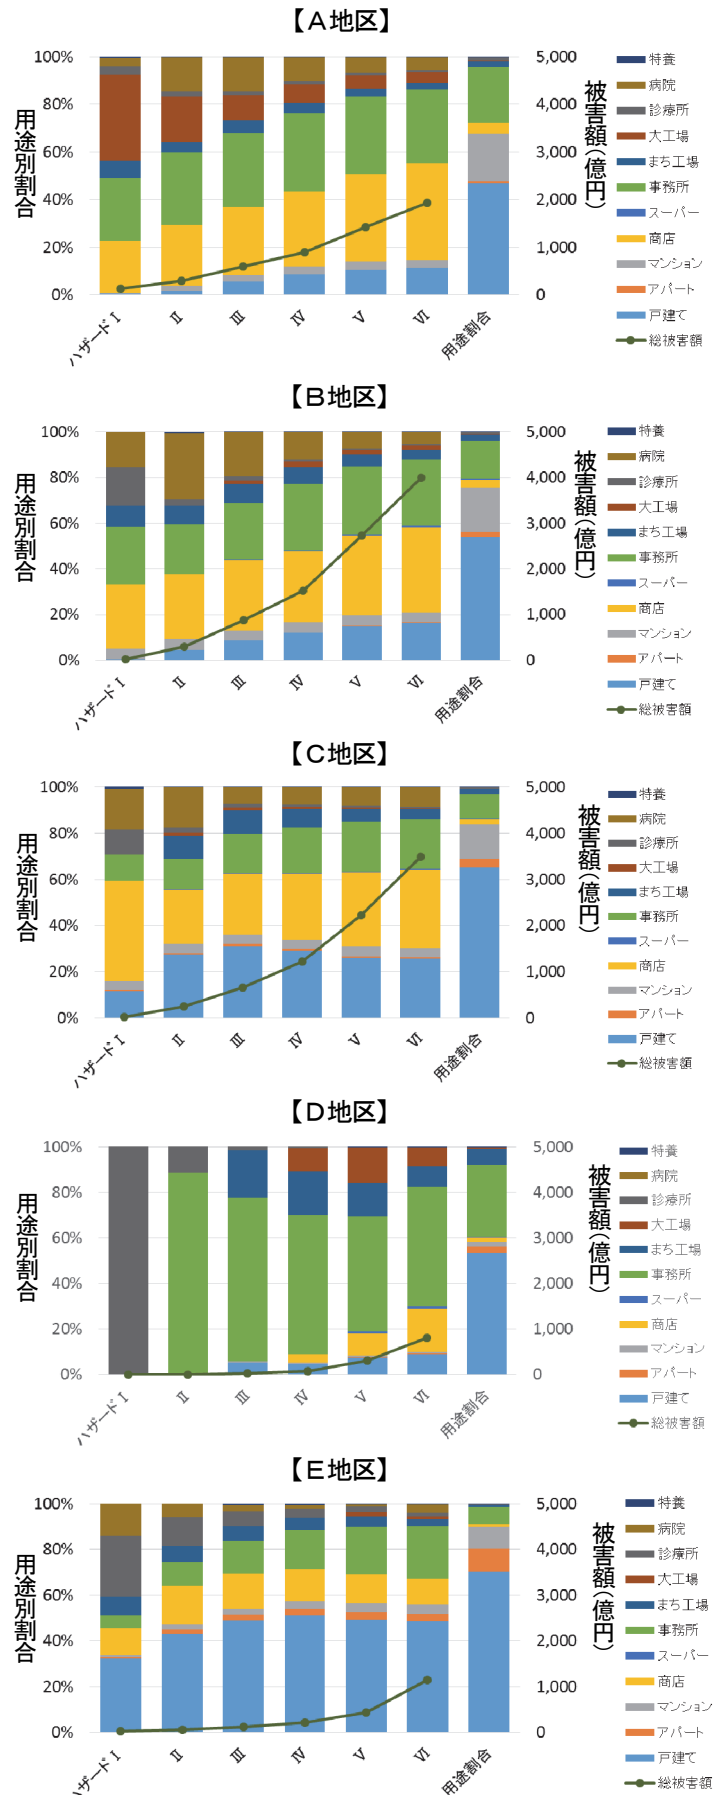 【A地区】
100%
80%
60%
40%
20%
0%
用途別割合
5,000
4,000
3,000
2,000
1,000
0
被害額(億円)
ハザードⅠ
Ⅱ
Ⅲ
Ⅳ
Ⅴ
Ⅵ
用途割合
特養
病院
診療所
大工場
まち工場
事務所
スーパー
商店
マンション
アパート
戸建て
総被害額
【B地区】
100%
80%
60%
40%
20%
0%
用途別割合
5,000
4,000
3,000
2,000
1,000
0
被害額(億円)
ハザードⅠ
Ⅱ
Ⅲ
Ⅳ
Ⅴ
Ⅵ
用途割合
特養
病院
診療所
大工場
まち工場
事務所
スーパー
商店
マンション
アパート
戸建て
総被害額
【C地区】
100%
80%
60%
40%
20%
0%
用途別割合
5,000
4,000
3,000
2,000
1,000
0
被害額(億円)
ハザードⅠ
Ⅱ
Ⅲ
Ⅳ
Ⅴ
Ⅵ
用途割合
特養
病院
診療所
大工場
まち工場
事務所
スーパー
商店
マンション
アパート
戸建て
総被害額
【D地区】
100%
80%
60%
40%
20%
0%
用途別割合
5,000
4,000
3,000
2,000
1,000
0
被害額(億円)
ハザードⅠ
Ⅱ
Ⅲ
Ⅳ
Ⅴ
Ⅵ
用途割合
特養
病院
診療所
大工場
まち工場
事務所
スーパー
商店
マンション
アパート
戸建て
総被害額
【E地区】
100%
80%
60%
40%
20%
0%
用途別割合
5,000
4,000
3,000
2,000
1,000
0
被害額(億円)
ハザードⅠ
Ⅱ
Ⅲ
Ⅳ
Ⅴ
Ⅵ
用途割合
特養
病院
診療所
大工場
まち工場
事務所
スーパー
商店
マンション
アパート
戸建て
総被害額